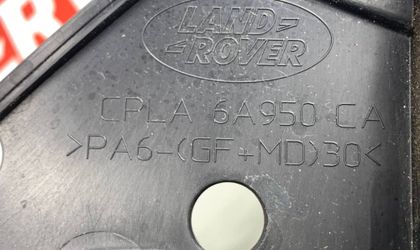 LAND
ROVER
CPLA 6A950 CA
>PA6-(GF+MD)30<